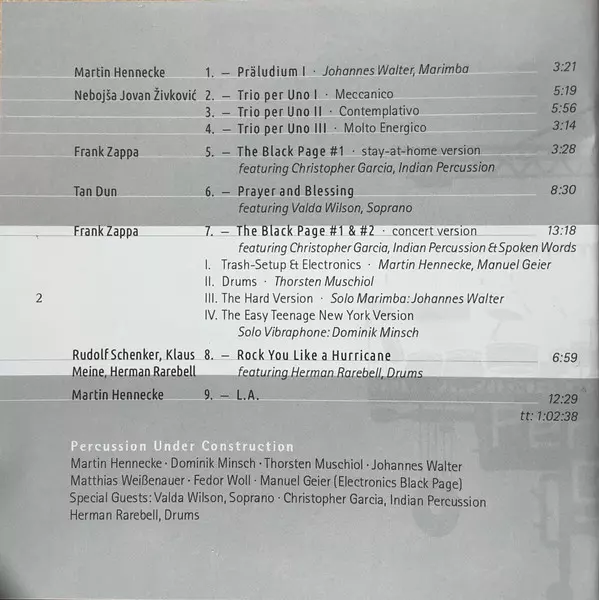 Martin Hennecke 1. – Präludium I · Johannes Walter, Marimba 3:21
Nebojša Jovan Živković 2. – Trio per Uno I · Meccanico 5:19
3. – Trio per Uno II · Contemplativo 5:56
4. – Trio per Uno III · Molto Energico 3:14
Frank Zappa 5. – The Black Page #1 · stay-at-home version 3:28
featuring Christopher Garcia, Indian Percussion
Tan Dun 6. – Prayer and Blessing 8:30
featuring Valda Wilson, Soprano
Frank Zappa 7. – The Black Page #1 & #2 · concert version 13:18
featuring Christopher Garcia, Indian Percussion & Spoken Words
I. Trash-Setup & Electronics · Martin Hennecke, Manuel Geier
II. Drums · Thorsten Muschiol
2 III. The Hard Version · Solo Marimba: Johannes Walter
IV. The Easy Teenage New York Version
Solo Vibraphone: Dominik Minsch
Rudolf Schenker, Klaus 8. – Rock You Like a Hurricane 6:59
Meine, Herman Rarebell featuring Herman Rarebell, Drums
Martin Hennecke 9. – L.A. 12:29
tt: 1:02:38
Percussion Under Construction
Martin Hennecke · Dominik Minsch · Thorsten Muschiol · Johannes Walter
Matthias Weißenauer · Fedor Woll · Manuel Geier (Electronics Black Page)
Special Guests: Valda Wilson, Soprano · Christopher Garcia, Indian Percussion
Herman Rarebell, Drums